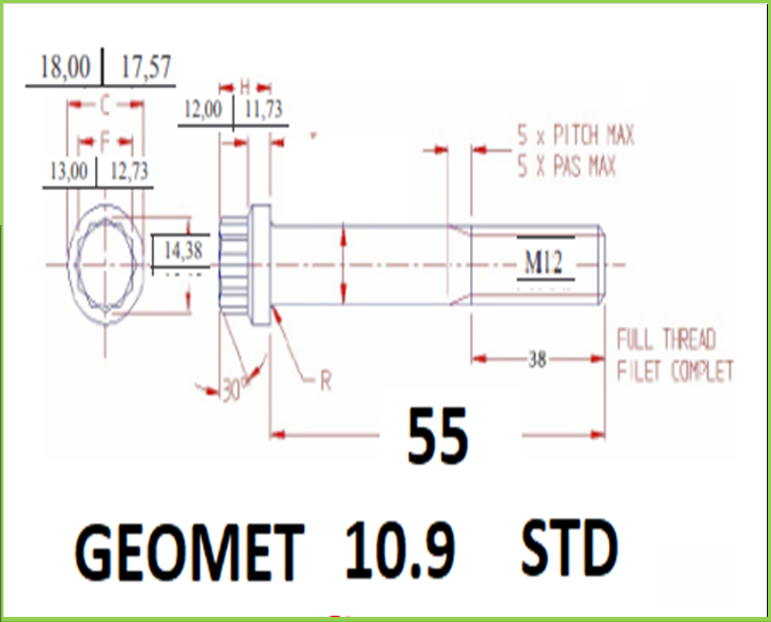 18,00 17,57
C
F
13,00 12,73
H
12,00 11,73
5 x PITCH MAX
5 X PAS MAX
14,38
M12
30°
R
38
FULL THREAD
FILET COMPLET
55
GEOMET 10.9 STD